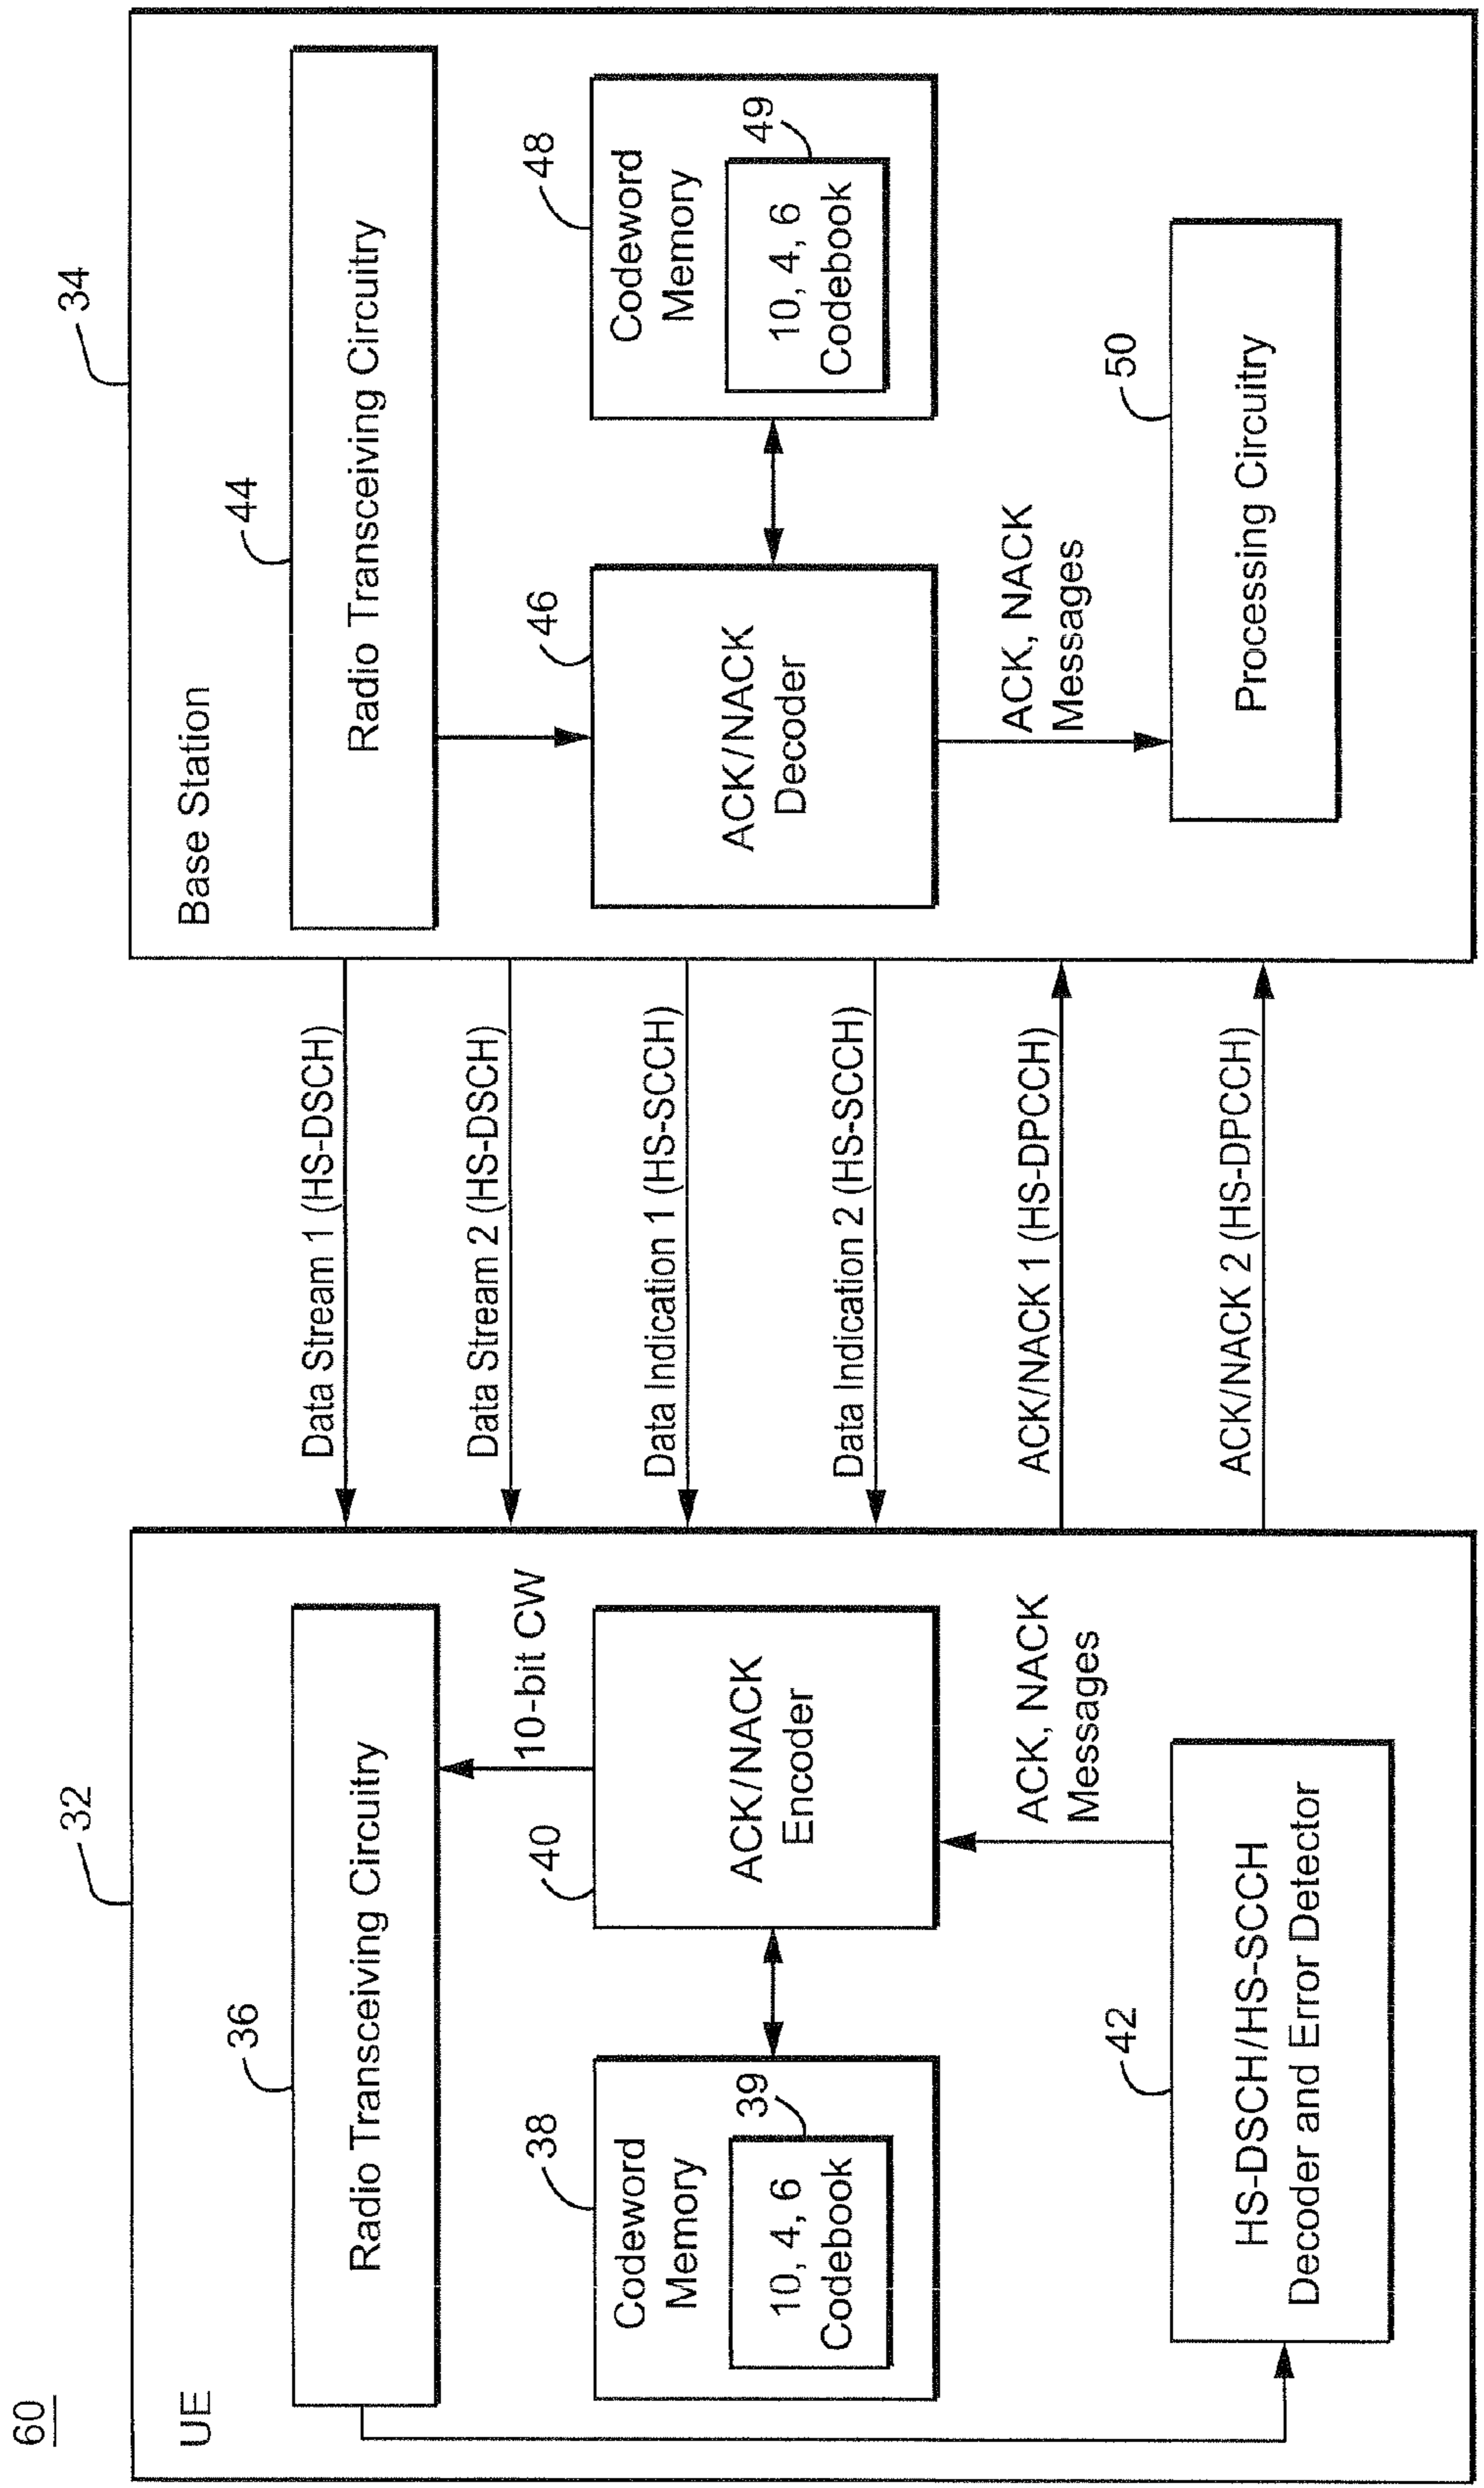 60
UE
32
Radio Transceiving Circuitry
36
10-bit CW
Codeword
Memory
38
10, 4, 6
Codebook
39
ACK/NACK
Encoder
40
ACK, NACK
Messages
HS-DSCH/HS-SCCH
Decoder and Error Detector
42
Data Stream 1 (HS-DSCH)
Data Stream 2 (HS-DSCH)
Data Indication 1 (HS-SCCH)
Data Indication 2 (HS-SCCH)
ACK/NACK 1 (HS-DPCCH)
ACK/NACK 2 (HS-DPCCH)
Base Station
34
Radio Transceiving Circuitry
44
ACK/NACK
Decoder
46
Codeword
Memory
48
10, 4, 6
Codebook
49
ACK, NACK
Messages
Processing Circuitry
50